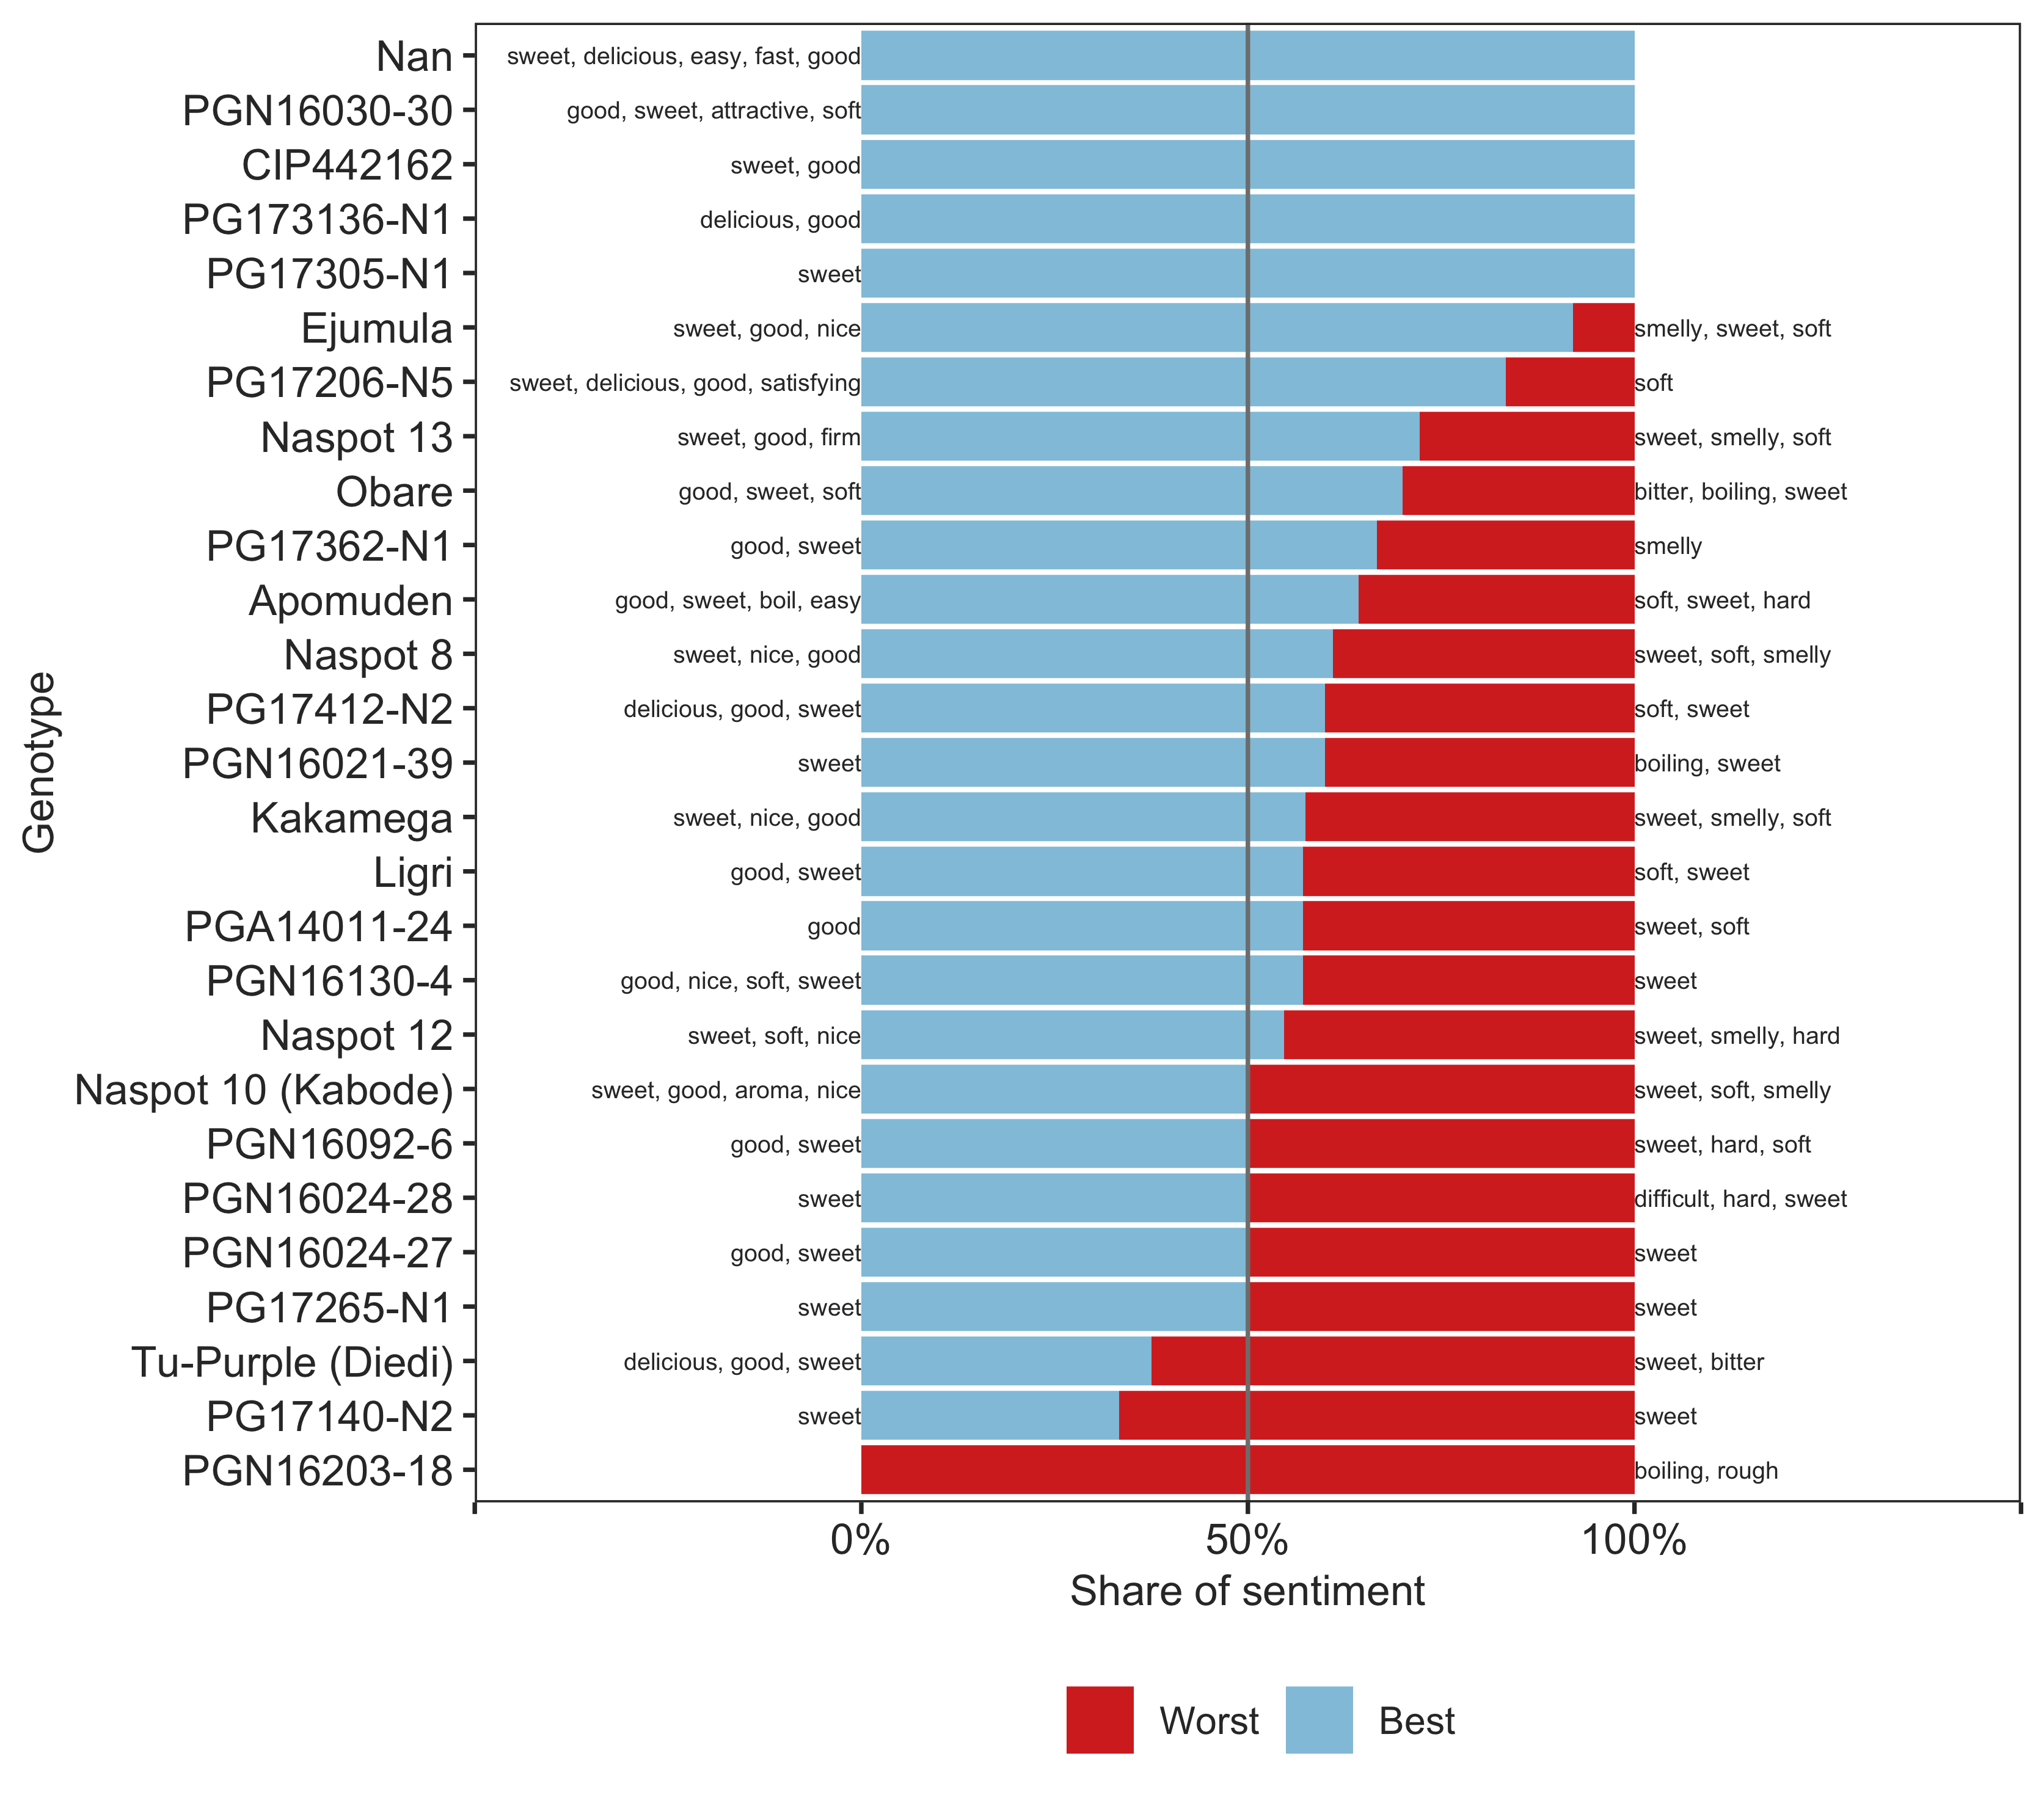 Nan sweet, delicious, easy, fast, good
PGN16030-30 good, sweet, attractive, soft
CIP442162 sweet, good
PG173136-N1 delicious, good
PG17305-N1 sweet
Ejumula sweet, good, nice smelly, sweet, soft
PG17206-N5 sweet, delicious, good, satisfying soft
Naspot 13 sweet, good, firm sweet, smelly, soft
Obare good, sweet, soft bitter, boiling, sweet
PG17362-N1 good, sweet smelly
Apomuden good, sweet, boil, easy soft, sweet, hard
Naspot 8 sweet, nice, good sweet, soft, smelly
PG17412-N2 delicious, good, sweet soft, sweet
PGN16021-39 sweet boiling, sweet
Kakamega sweet, nice, good sweet, smelly, soft
Ligri good, sweet soft, sweet
PGA14011-24 good sweet, soft
PGN16130-4 good, nice, soft, sweet sweet
Naspot 12 sweet, soft, nice sweet, smelly, hard
Naspot 10 (Kabode) sweet, good, aroma, nice sweet, soft, smelly
PGN16092-6 good, sweet sweet, hard, soft
PGN16024-28 sweet difficult, hard, sweet
PGN16024-27 good, sweet sweet
PG17265-N1 sweet sweet
Tu-Purple (Diedi) delicious, good, sweet sweet, bitter
PG17140-N2 sweet sweet
PGN16203-18 boiling, rough
Genotype
0% 50% 100%
Share of sentiment
Worst Best